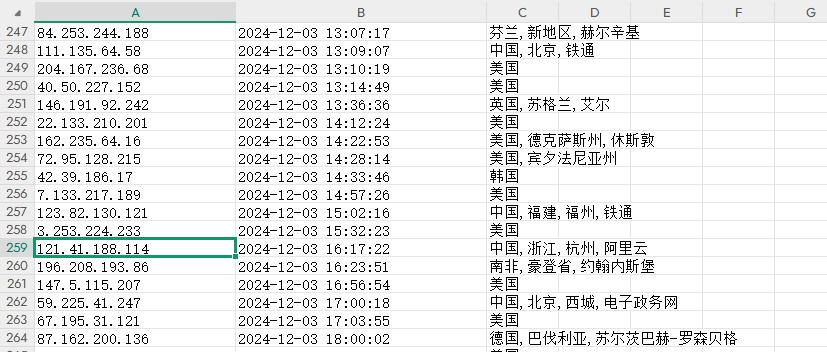 A B C D E F G
247 84.253.244.188 2024-12-03 13:07:17 芬兰,新地区,赫尔辛基
248 111.135.64.58 2024-12-03 13:09:07 中国,北京,铁通
249 204.167.236.68 2024-12-03 13:10:19 美国
250 40.50.227.152 2024-12-03 13:14:49 美国
251 146.191.92.242 2024-12-03 13:36:36 英国,苏格兰,艾尔
252 22.133.210.201 2024-12-03 14:12:24 美国
253 162.235.64.16 2024-12-03 14:22:53 美国,德克萨斯州,休斯敦
254 72.95.128.215 2024-12-03 14:28:14 美国,宾夕法尼亚州
255 42.39.186.17 2024-12-03 14:33:46 韩国
256 7.133.217.189 2024-12-03 14:57:26 美国
257 123.82.130.121 2024-12-03 15:02:16 中国,福建,福州,铁通
258 3.253.224.233 2024-12-03 15:32:23 美国
259 121.41.188.114 2024-12-03 16:17:22 中国,浙江,杭州,阿里云
260 196.208.193.86 2024-12-03 16:23:51 南非,豪登省,约翰内斯堡
261 147.5.115.207 2024-12-03 16:56:54 美国
262 59.225.41.247 2024-12-03 17:00:18 中国,北京,西城,电子政务网
263 67.195.31.121 2024-12-03 17:03:55 美国
264 87.162.200.136 2024-12-03 18:00:02 德国,巴伐利亚,苏尔茨巴赫-罗森贝格